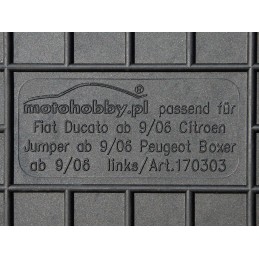 motohobby.pl passend für
Fiat Ducato ab 9/06 Citroen
Jumper ab 9/06 Peugeot Boxer
ab 9/06 links/Art.170303